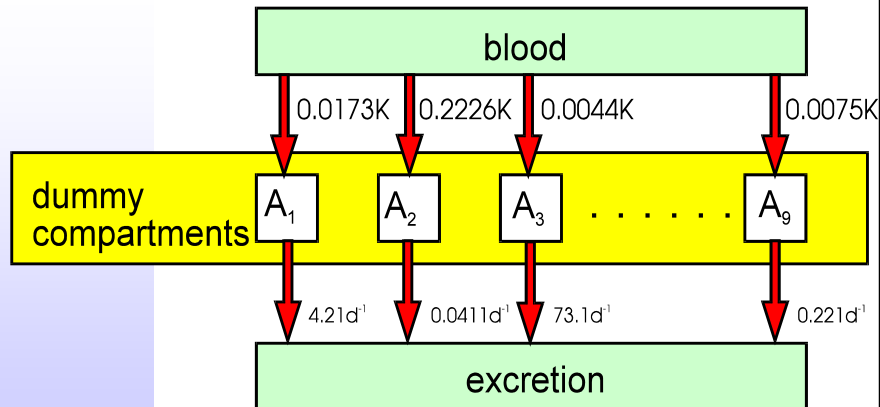 blood
0.0173K 0.2226K 0.0044K 0.0075K
dummy
compartments
A₁ A₂ A₃ . . . . . . A₉
4.21d⁻¹ 0.0411d⁻¹ 73.1d⁻¹ 0.221d⁻¹
excretion